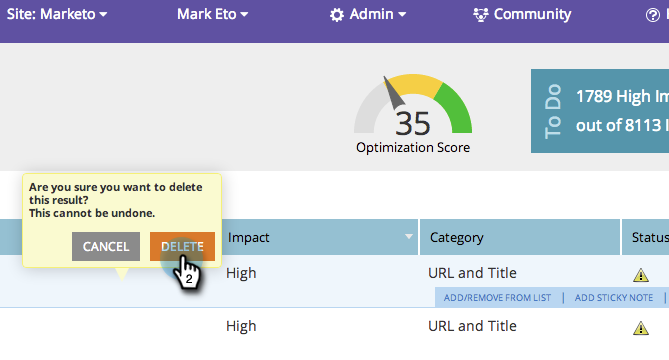 Site: Marketo Mark Eto Admin Community
35
Optimization Score
To Do
1789 High Im
out of 8113 I
Are you sure you want to delete
this result?
This cannot be undone.
CANCEL DELETE
2
Impact Category Status
High URL and Title
ADD/REMOVE FROM LIST | ADD STICKY NOTE |
High URL and Title